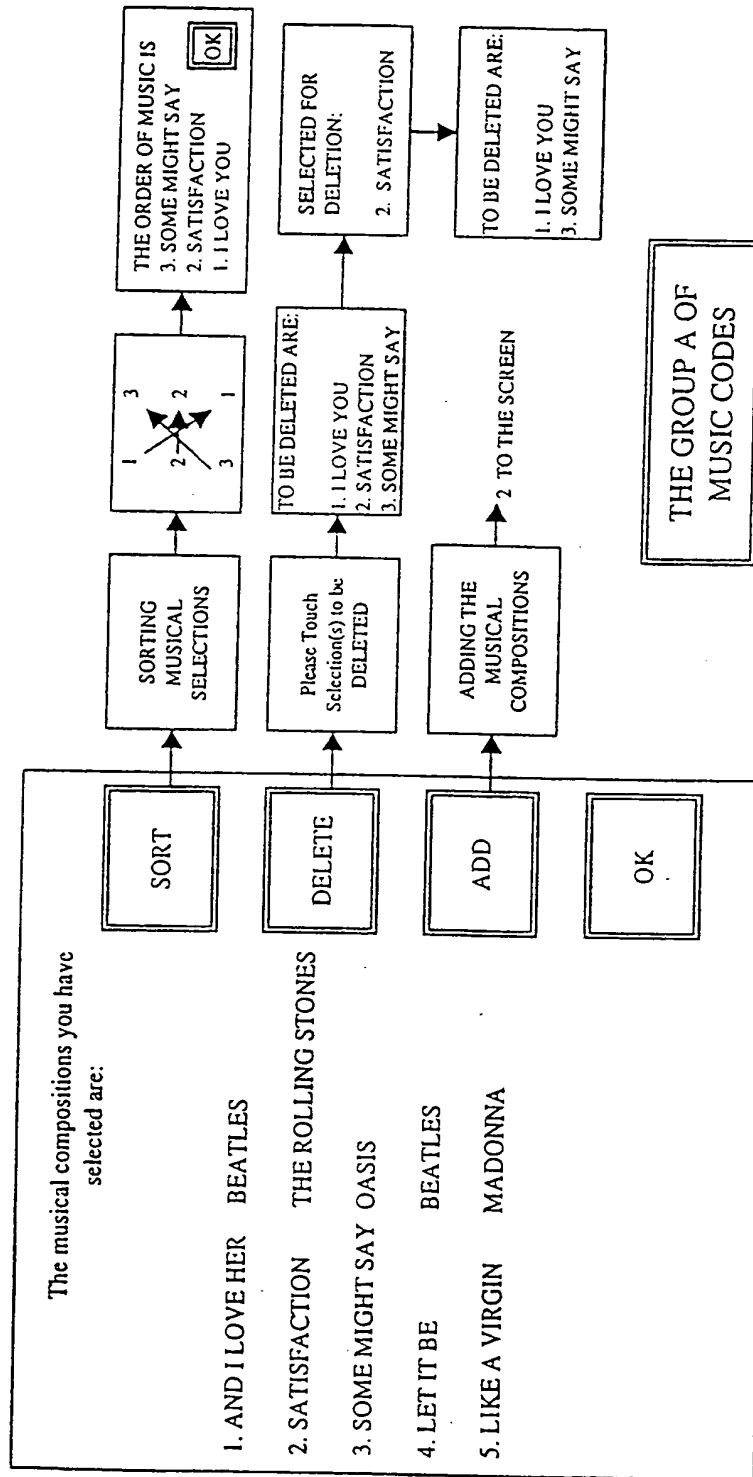 The musical compositions you have
selected are:
1. AND I LOVE HER BEATLES
2. SATISFACTION THE ROLLING STONES
3. SOME MIGHT SAY OASIS
4. LET IT BE BEATLES
5. LIKE A VIRGIN MADONNA
SORT
DELETE
ADD
OK
SORTING
MUSICAL
SELECTIONS
1 3
2 2
3 1
THE ORDER OF MUSIC IS
3. SOME MIGHT SAY
2. SATISFACTION
1. I LOVE YOU
OK
Please Touch
Selection(s) to be
DELETED
TO BE DELETED ARE:
1. I LOVE YOU
2. SATISFACTION
3. SOME MIGHT SAY
SELECTED FOR
DELETION:
2. SATISFACTION
TO BE DELETED ARE:
1. I LOVE YOU
3. SOME MIGHT SAY
ADDING THE
MUSICAL
COMPOSITIONS
2 TO THE SCREEN
THE GROUP A OF
MUSIC CODES